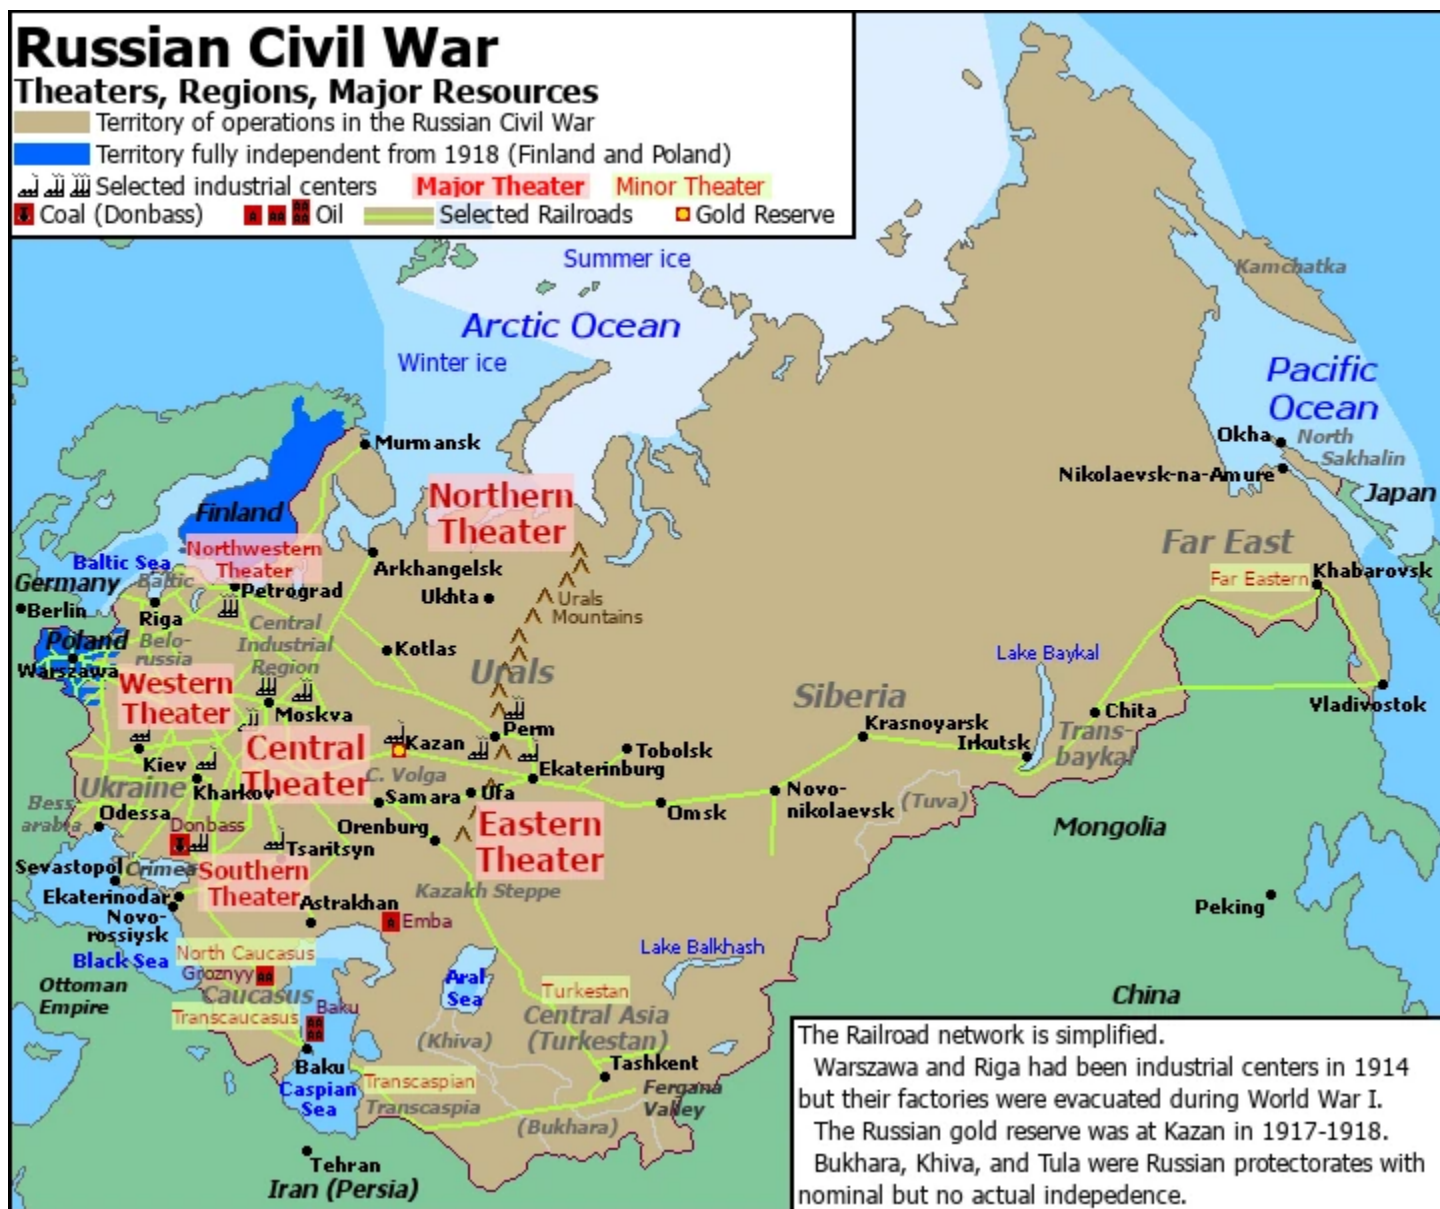 Russian Civil War
Theaters, Regions, Major Resources
Territory of operations in the Russian Civil War
Territory fully independent from 1918 (Finland and Poland)
Selected industrial centers Major Theater Minor Theater
Coal (Donbass) Oil Selected Railroads Gold Reserve
Summer ice
Kamchatka
Arctic Ocean
Winter ice
Pacific
Ocean
Okha
North
Sakhalin
Murmansk
Nikolaevsk-na-Amure
Japan
Northern
Theater
Finland
Far East
Northwestern
Theater
Baltic Sea
Baltic
Germany
Berlin
Petrograd
Riga
Arkhangelsk
Ukhta
Urals
Mountains
Far Eastern
Khabarovsk
Central
Industrial
Region
Poland
Belo-
russia
Warszawa
Kotlas
Urals
Lake Baykal
Western
Theater
Moskva
Siberia
Krasnoyarsk
Irkutsk
Chita
Trans-
baykal
Vladivostok
Perm
Kazan
Central
Theater
C. Volga
Tobolsk
Ekaterinburg
Kiev
Ukraine
Kharkov
Bess
arabia
Odessa
Samara
Ufa
Omsk
Novo-
nikolaevsk
(Tuva)
Mongolia
Donbass
Orenburg
Eastern
Theater
Tsaritsyn
Sevastopol
Crimea
Southern
Theater
Kazakh Steppe
Ekaterinodar
Novo-
rossiysk
Astrakhan
Emba
Peking
Black Sea
North Caucasus
Groznyy
Caucasus
Lake Balkhash
Ottoman
Empire
Aral
Sea
Turkestan
Central Asia
(Turkestan)
China
Transcaucasus
Baku
(Khiva)
Baku
Caspian
Sea
Tashkent
Transcaspian
Transcaspia
Fergana
Valley
(Bukhara)
Tehran
Iran (Persia)
The Railroad network is simplified.
Warszawa and Riga had been industrial centers in 1914
but their factories were evacuated during World War I.
The Russian gold reserve was at Kazan in 1917-1918.
Bukhara, Khiva, and Tula were Russian protectorates with
nominal but no actual indepedence.